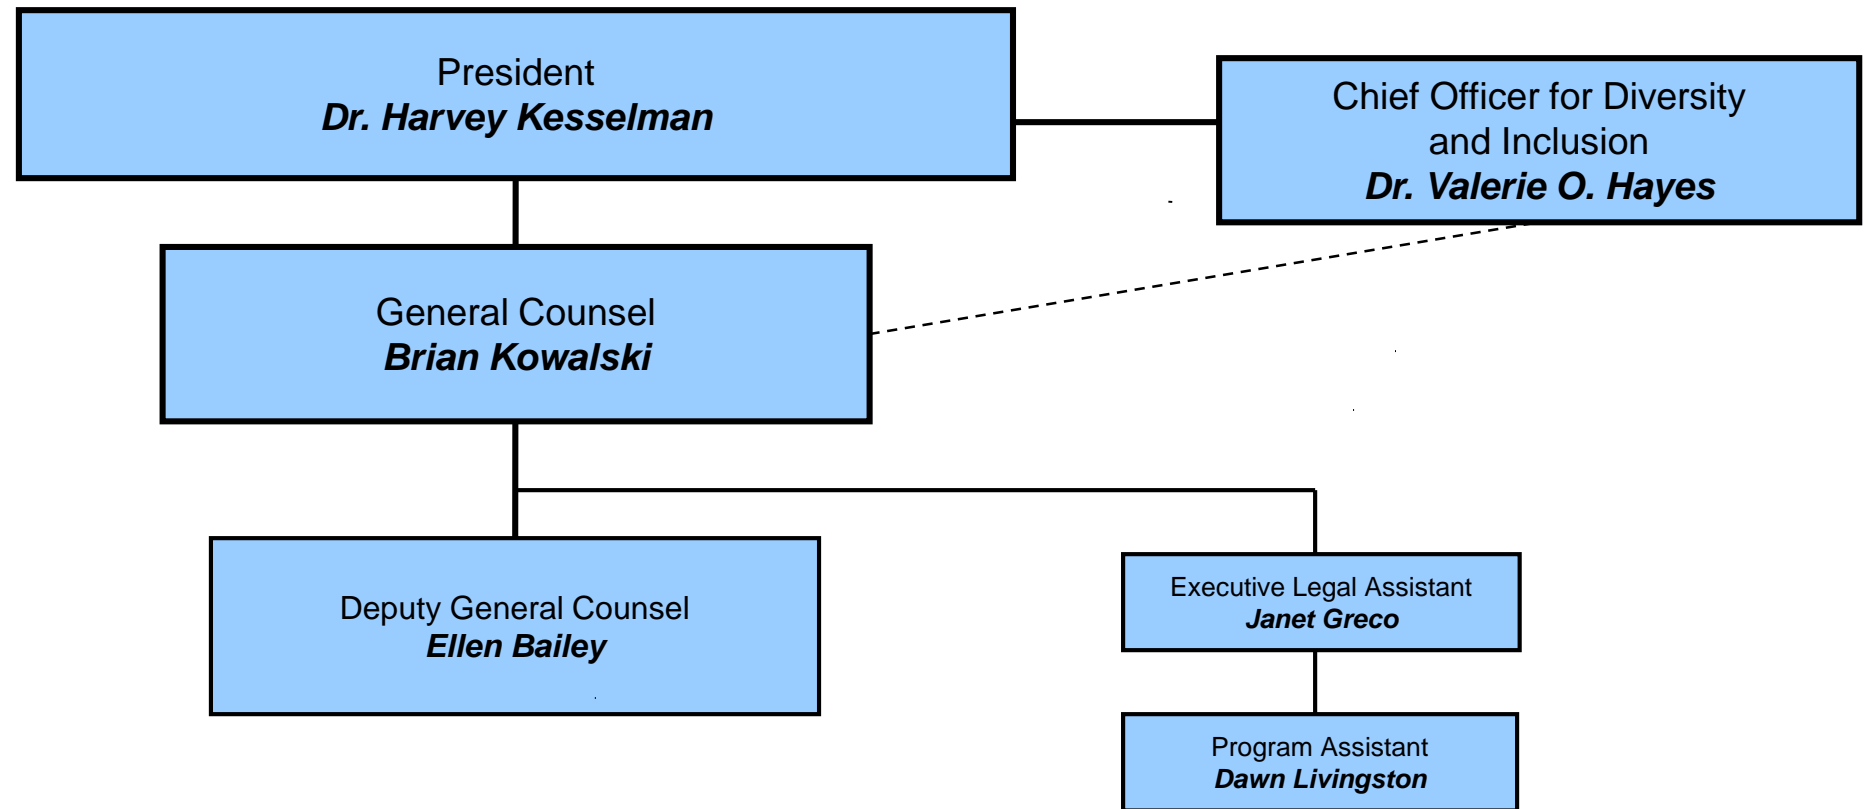 President
Dr. Harvey Kesselman
Chief Officer for Diversity
and Inclusion
Dr. Valerie O. Hayes
General Counsel
Brian Kowalski
Deputy General Counsel
Ellen Bailey
Executive Legal Assistant
Janet Greco
Program Assistant
Dawn Livingston